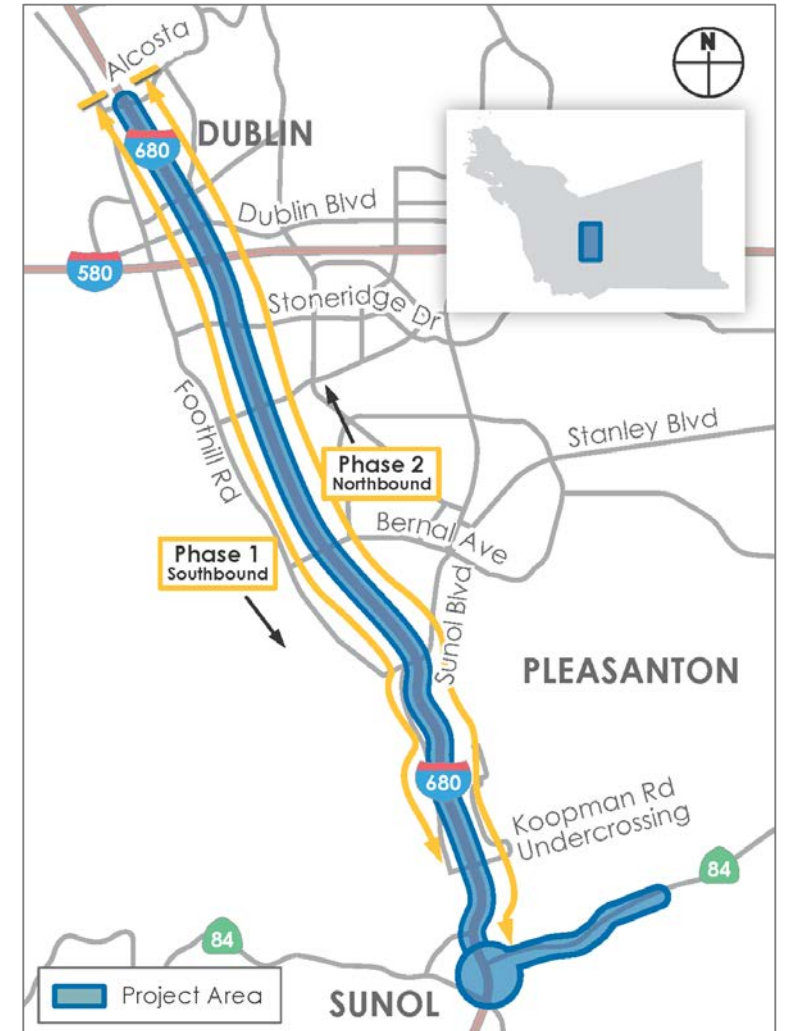 Alcosta
N
680
DUBLIN
Dublin Blvd
580
Stoneridge Dr
Foothill Rd
Stanley Blvd
Phase 2
Northbound
Bernal Ave
Phase 1
Southbound
Sunol Blvd
PLEASANTON
680
Koopman Rd
Undercrossing
84
84
Project Area
SUNOL